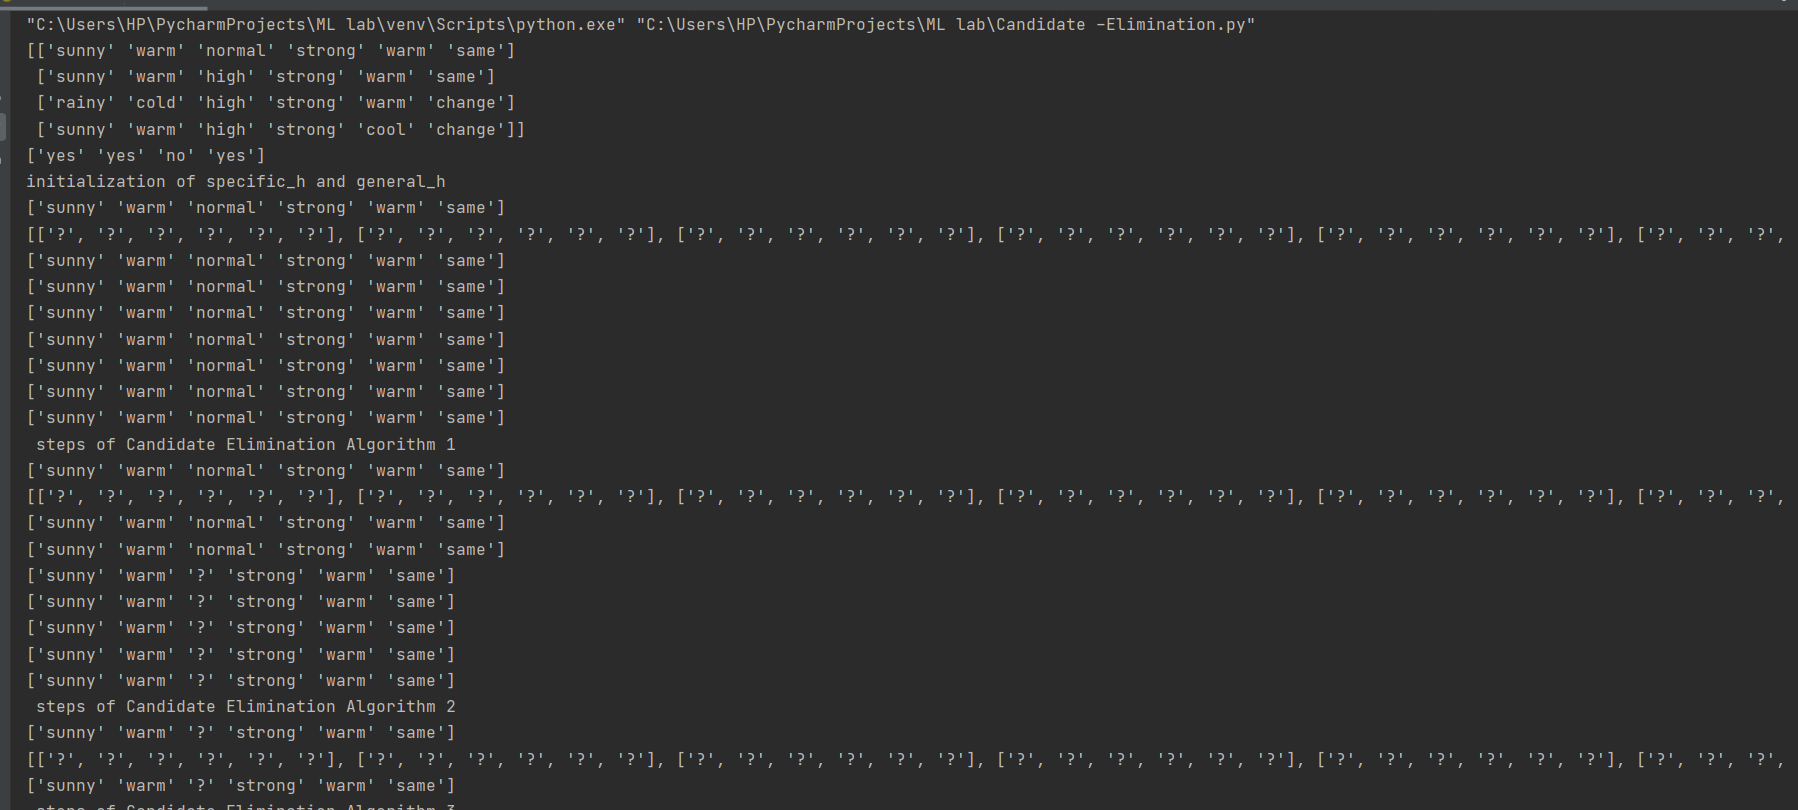 "C:\Users\HP\PycharmProjects\ML lab\venv\Scripts\python.exe" "C:\Users\HP\PycharmProjects\ML lab\Candidate -Elimination.py"
[['sunny' 'warm' 'normal' 'strong' 'warm' 'same']
 ['sunny' 'warm' 'high' 'strong' 'warm' 'same']
 ['rainy' 'cold' 'high' 'strong' 'warm' 'change']
 ['sunny' 'warm' 'high' 'strong' 'cool' 'change']]
['yes' 'yes' 'no' 'yes']
initialization of specific_h and general_h
['sunny' 'warm' 'normal' 'strong' 'warm' 'same']
[['?', '?', '?', '?', '?', '?'], ['?', '?', '?', '?', '?', '?'], ['?', '?', '?', '?', '?', '?'], ['?', '?', '?', '?', '?', '?'], ['?', '?', '?', '?', '?', '?'], ['?', '?', '?',
['sunny' 'warm' 'normal' 'strong' 'warm' 'same']
['sunny' 'warm' 'normal' 'strong' 'warm' 'same']
['sunny' 'warm' 'normal' 'strong' 'warm' 'same']
['sunny' 'warm' 'normal' 'strong' 'warm' 'same']
['sunny' 'warm' 'normal' 'strong' 'warm' 'same']
['sunny' 'warm' 'normal' 'strong' 'warm' 'same']
['sunny' 'warm' 'normal' 'strong' 'warm' 'same']
 steps of Candidate Elimination Algorithm 1
['sunny' 'warm' 'normal' 'strong' 'warm' 'same']
[['?', '?', '?', '?', '?', '?'], ['?', '?', '?', '?', '?', '?'], ['?', '?', '?', '?', '?', '?'], ['?', '?', '?', '?', '?', '?'], ['?', '?', '?', '?', '?', '?'], ['?', '?', '?',
['sunny' 'warm' 'normal' 'strong' 'warm' 'same']
['sunny' 'warm' 'normal' 'strong' 'warm' 'same']
['sunny' 'warm' '?' 'strong' 'warm' 'same']
['sunny' 'warm' '?' 'strong' 'warm' 'same']
['sunny' 'warm' '?' 'strong' 'warm' 'same']
['sunny' 'warm' '?' 'strong' 'warm' 'same']
['sunny' 'warm' '?' 'strong' 'warm' 'same']
 steps of Candidate Elimination Algorithm 2
['sunny' 'warm' '?' 'strong' 'warm' 'same']
[['?', '?', '?', '?', '?', '?'], ['?', '?', '?', '?', '?', '?'], ['?', '?', '?', '?', '?', '?'], ['?', '?', '?', '?', '?', '?'], ['?', '?', '?', '?', '?', '?'], ['?', '?', '?',
['sunny' 'warm' '?' 'strong' 'warm' 'same']
 steps of Candidate Elimination Algorithm 3